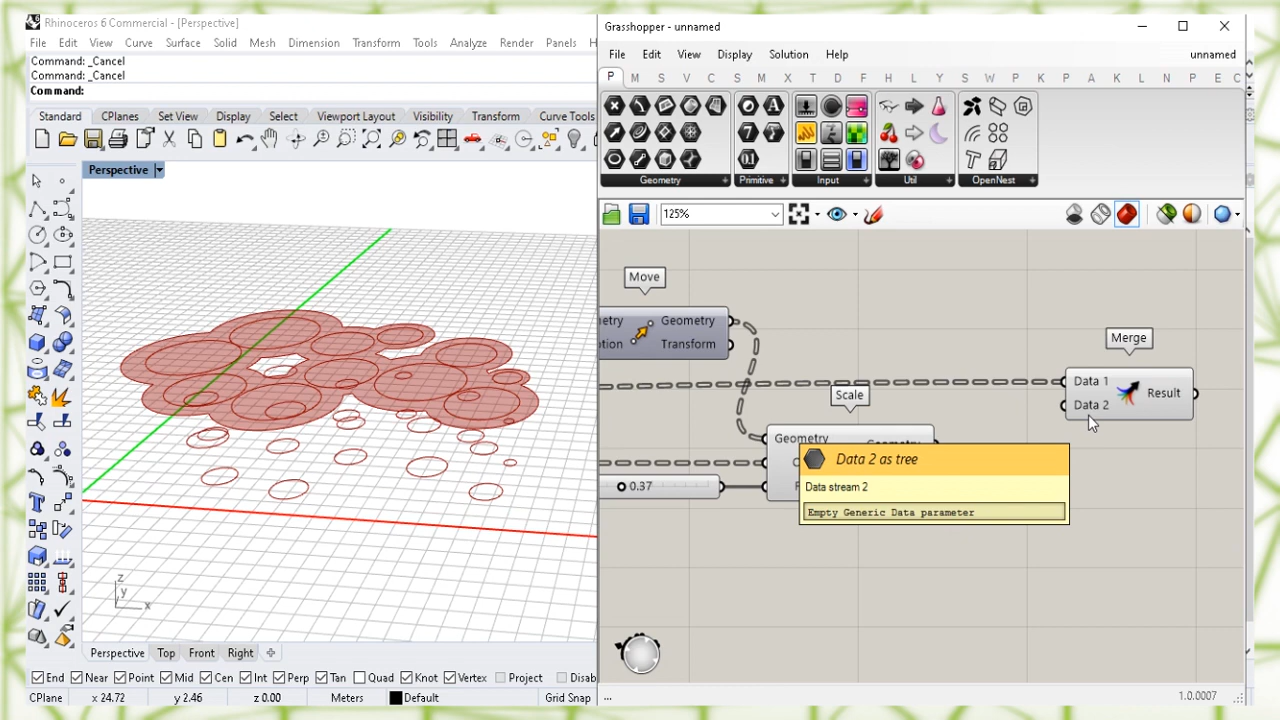 Rhinoceros 6 Commercial - [Perspective]
File Edit View Curve Surface Solid Mesh Dimension Transform Tools Analyze Render Panels H
Command: _Cancel
Command: _Cancel
Command:
Standard CPlanes Set View Display Select Viewport Layout Visibility Transform Curve Tools
Perspective
z
y
x
Perspective Top Front Right
End Near Point Mid Cen Int Perp Tan Quad Knot Vertex Project Disab
CPlane x 24.72 y 2.46 z 0.00 Meters Default Grid Snap
Grasshopper - unnamed
File Edit View Display Solution Help unnamed
P M S V C S V M X T D F H L Y S W P K P A K L N P E C
Geometry Primitive Input Util OpenNest
125%
Move
etry Geometry
otion Transform
Merge
Data 1
Data 2
Result
Scale
Geometry
0.37
Data 2 as tree
Data stream 2
Empty Generic Data parameter
...
1.0.0007